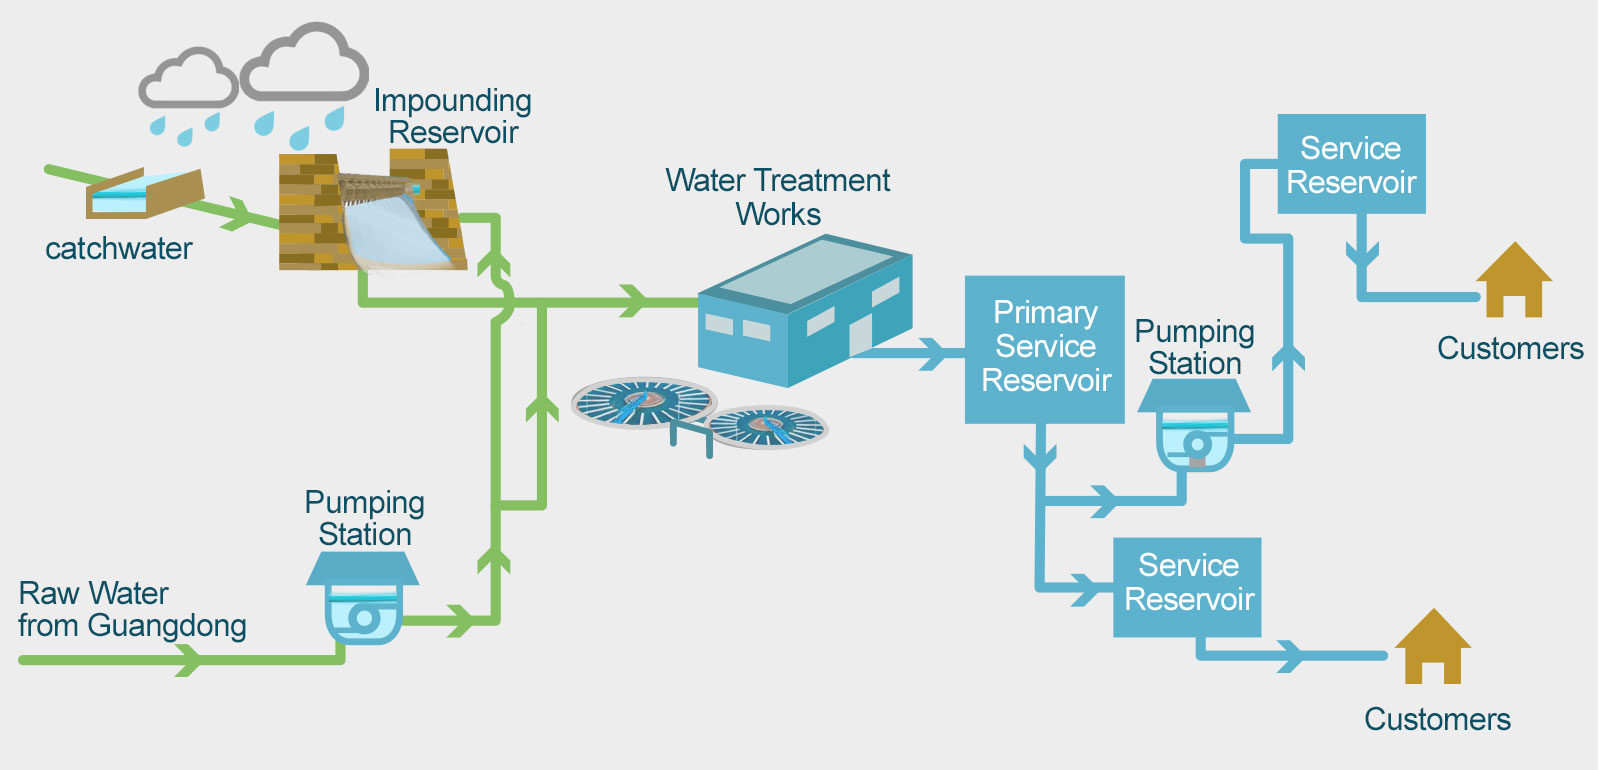 Impounding
Reservoir
catchwater
Water Treatment
Works
Service
Reservoir
Customers
Primary
Service
Reservoir
Pumping
Station
Pumping
Station
Raw Water
from Guangdong
Service
Reservoir
Customers